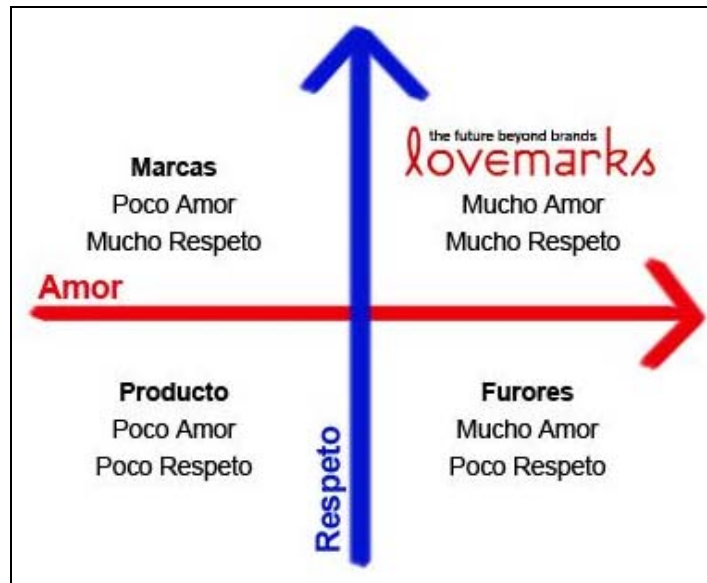 Marcas
Poco Amor
Mucho Respeto
the future beyond brands
lovemarks
Mucho Amor
Mucho Respeto
Amor
Producto
Poco Amor
Poco Respeto
Respeto
Furores
Mucho Amor
Poco Respeto